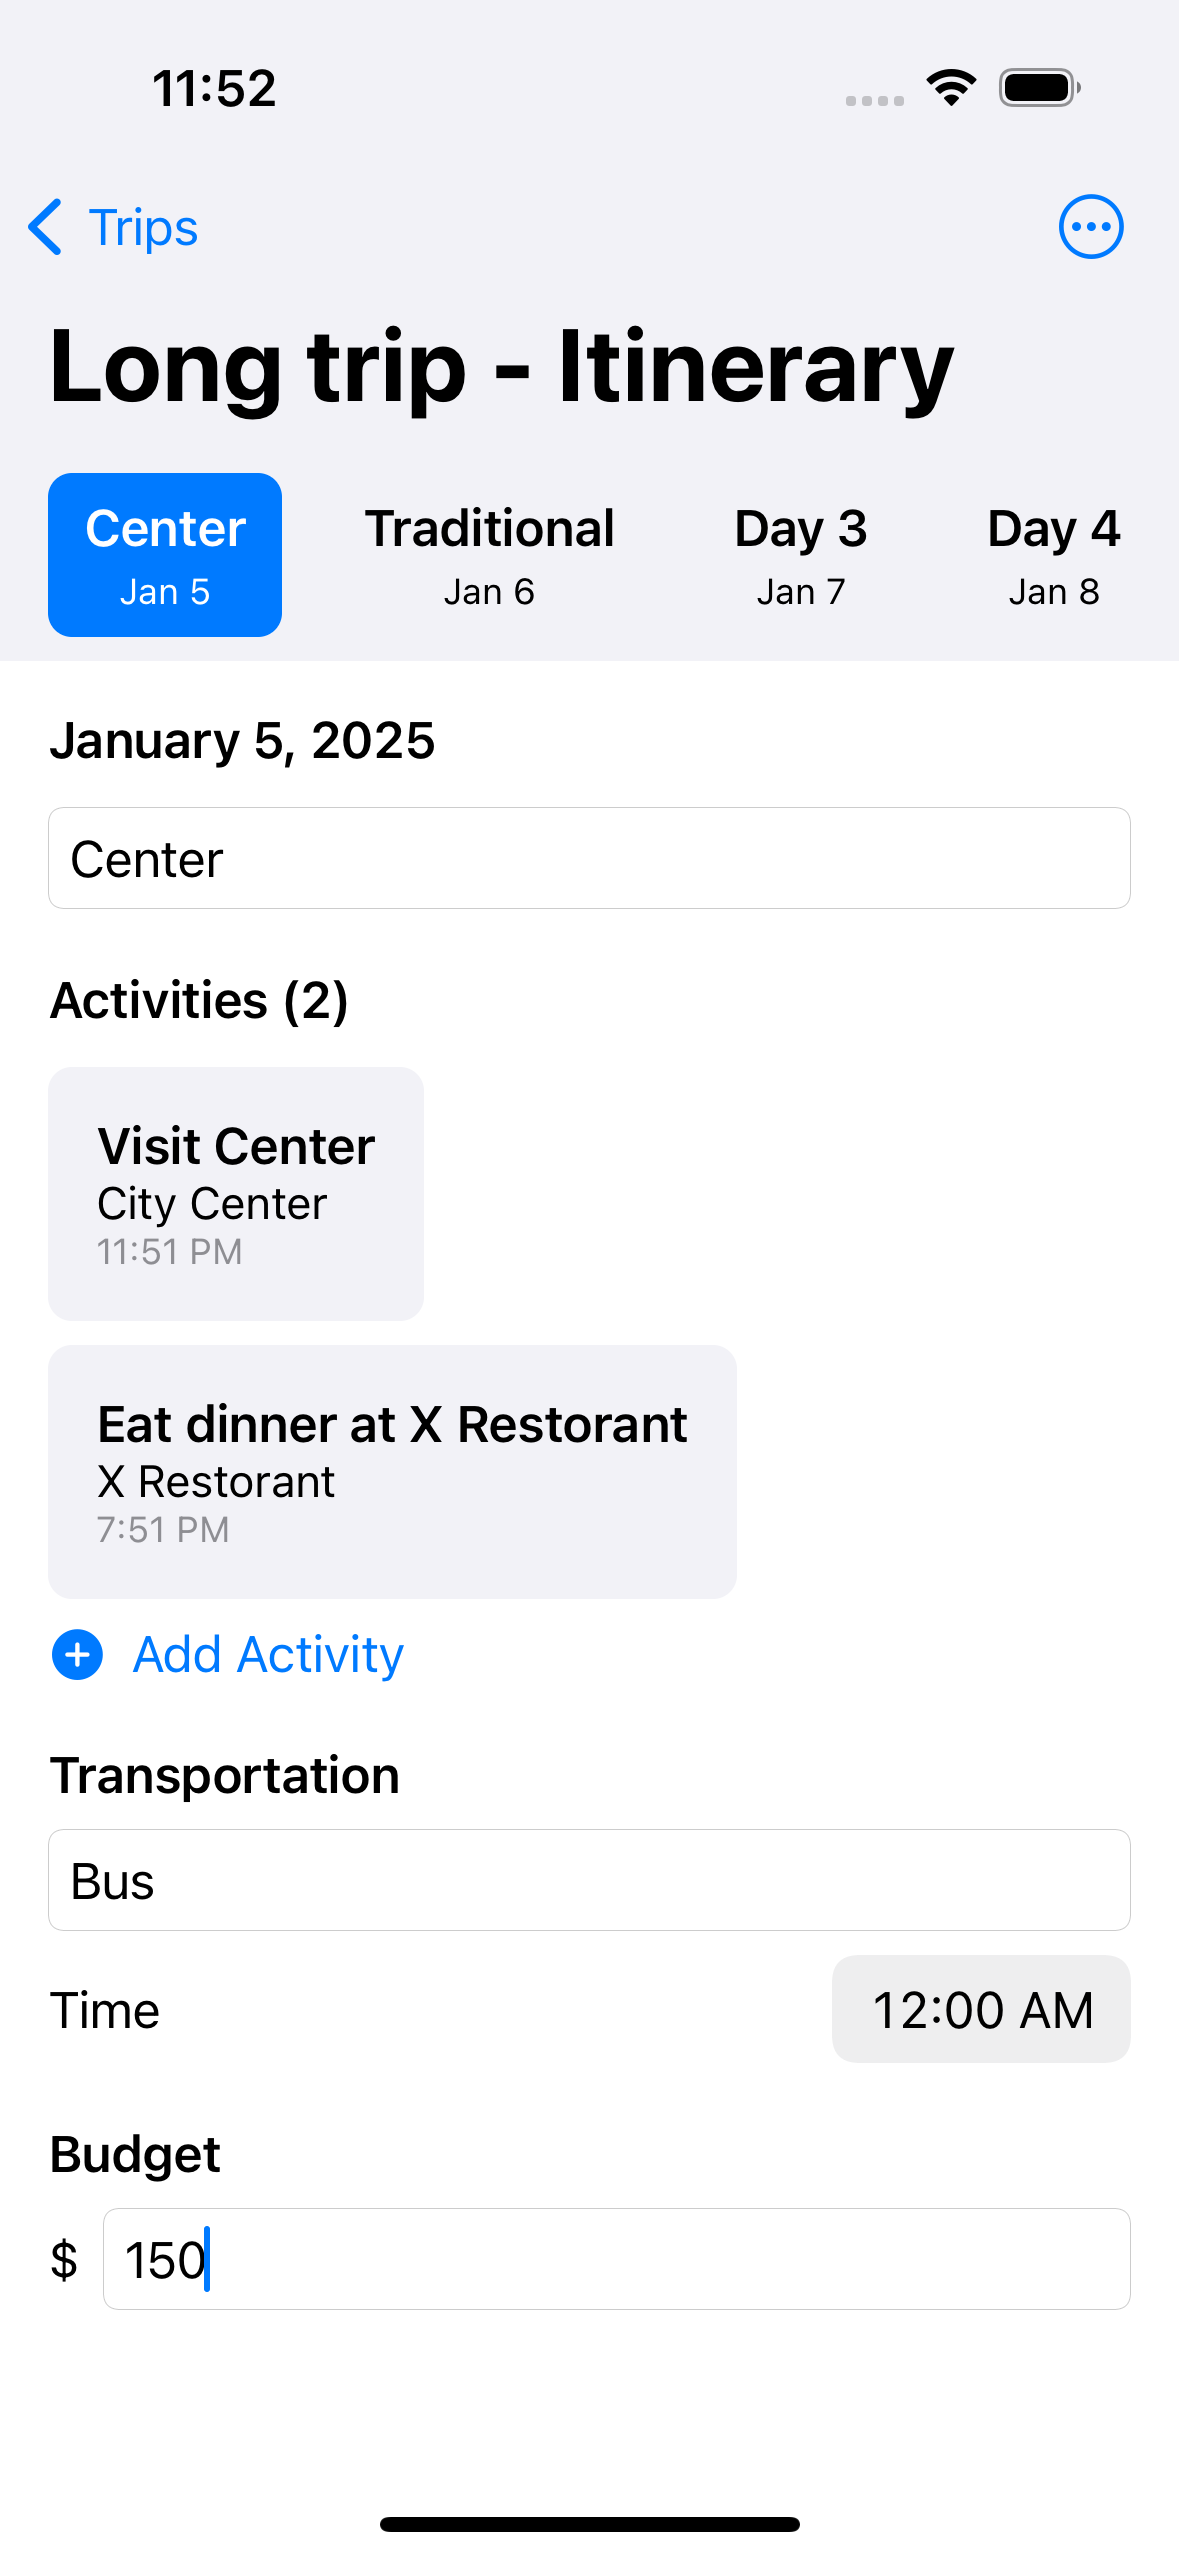 11:52
Trips
Long trip - Itinerary
Center
Jan 5
Traditional
Jan 6
Day 3
Jan 7
Day 4
Jan 8
January 5, 2025
Center
Activities (2)
Visit Center
City Center
11:51 PM
Eat dinner at X Restorant
X Restorant
7:51 PM
Add Activity
Transportation
Bus
Time 12:00 AM
Budget
$ 150